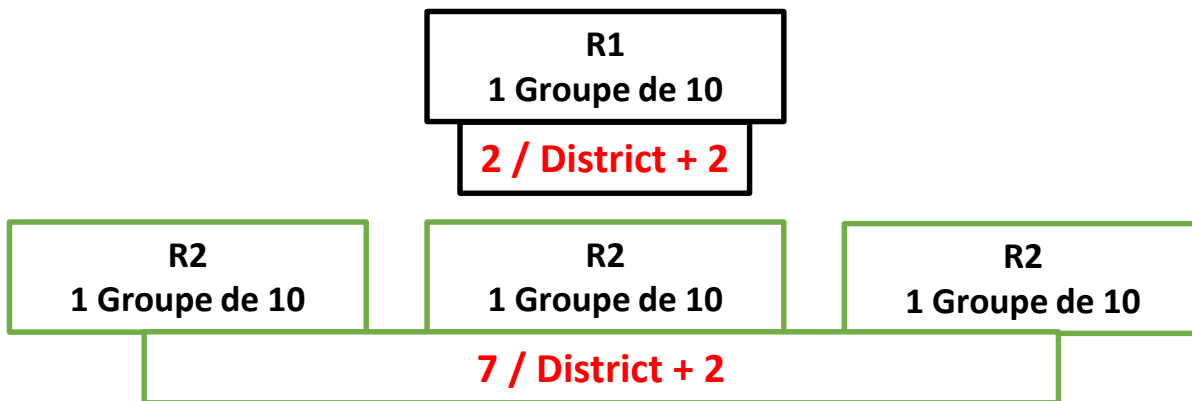 R1
1 Groupe de 10
2 / District + 2
R2
1 Groupe de 10
R2
1 Groupe de 10
R2
1 Groupe de 10
7 / District + 2